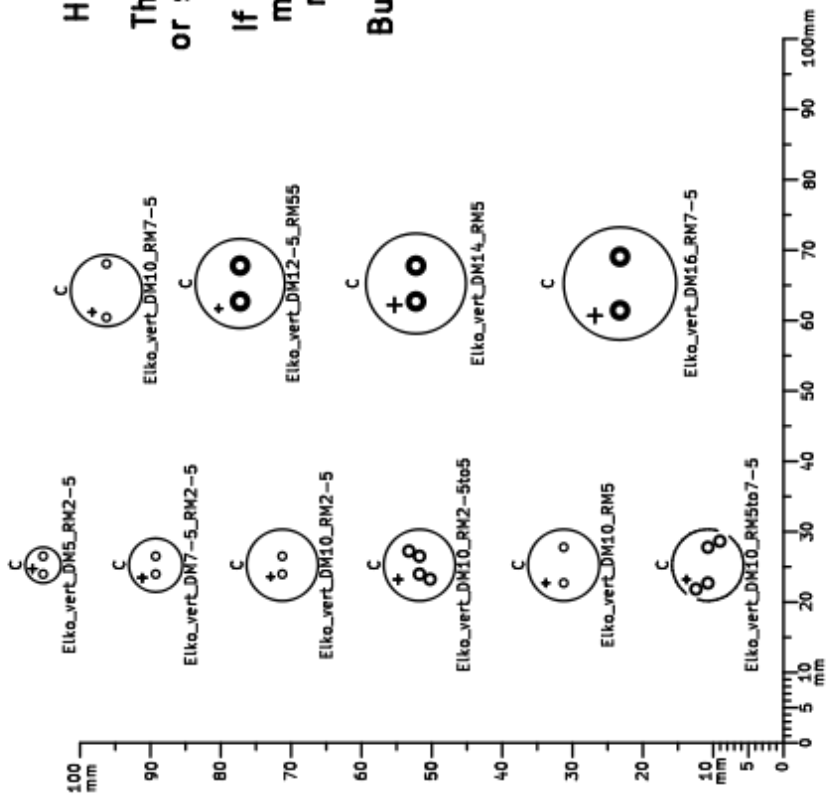 H
Th
or s
If
m
r
Bu
C
Elko_vert_DM5_RM2-5
C
Elko_vert_DM7-5_RM2-5
C
Elko_vert_DM10_RM2-5
C
Elko_vert_DM10_RM2-5to5
C
Elko_vert_DM10_RM5
C
Elko_vert_DM10_RM5to7-5
C
Elko_vert_DM10_RM7-5
C
Elko_vert_DM12-5_RM55
C
Elko_vert_DM14_RM5
C
Elko_vert_DM16_RM7-5
100 mm
90
80
70
60
50
40
30
20
10 mm
5
0
0
5
10 mm
20
30
40
50
60
70
80
90
100mm